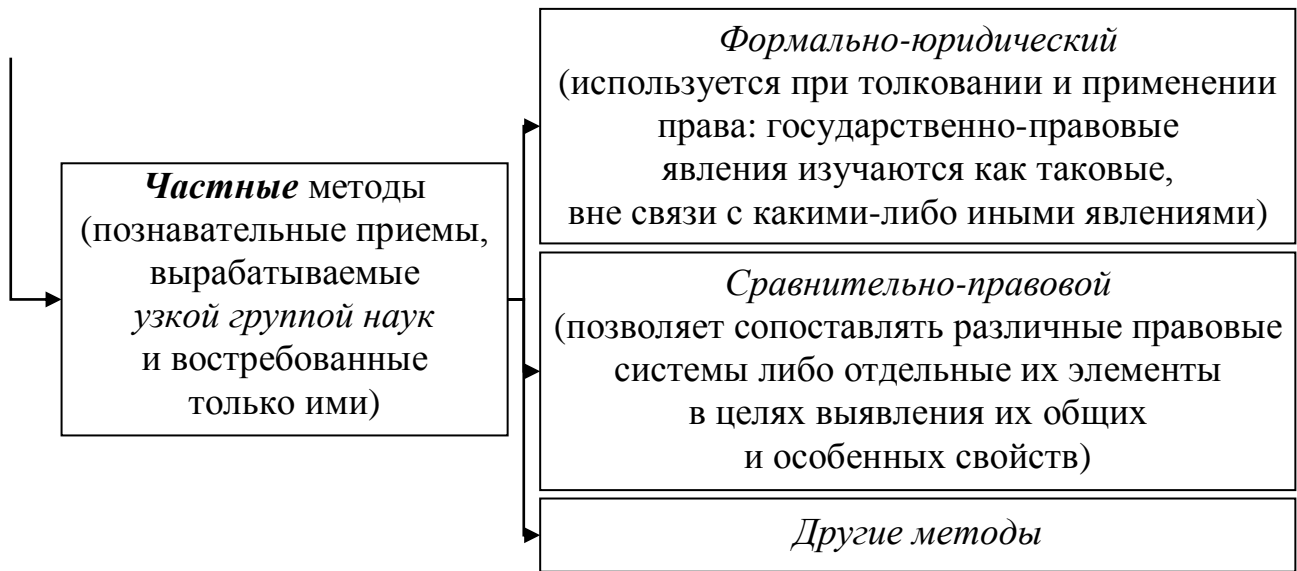 Частные методы
(познавательные приемы,
вырабатываемые
узкой группой наук
и востребованные
только ими)
Формально-юридический
(используется при толковании и применении
права: государственно-правовые
явления изучаются как таковые,
вне связи с какими-либо иными явлениями)
Сравнительно-правовой
(позволяет сопоставлять различные правовые
системы либо отдельные их элементы
в целях выявления их общих
и особенных свойств)
Другие методы